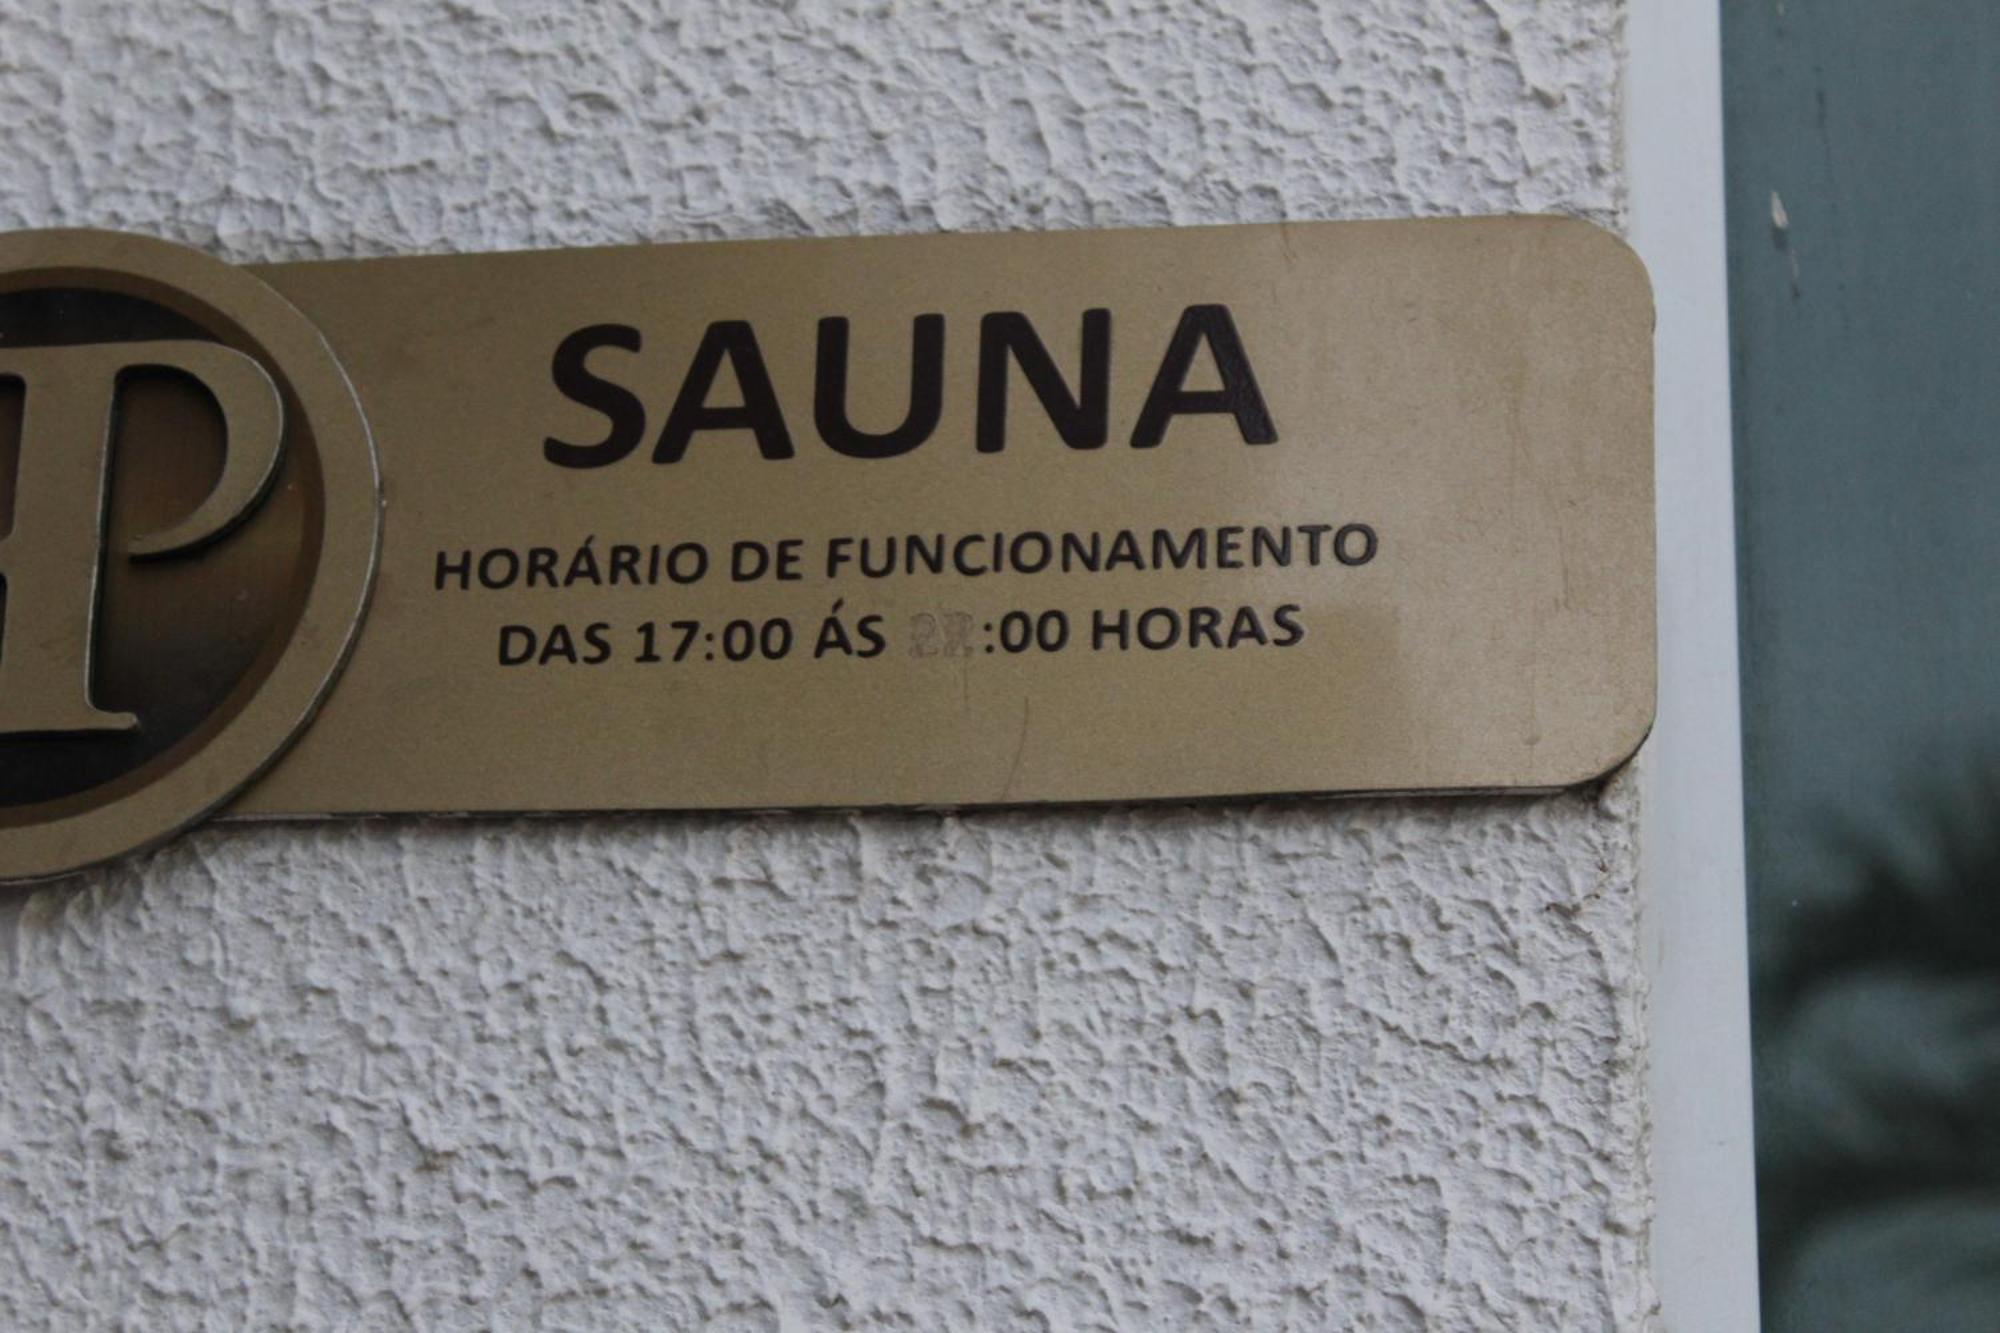 P
SAUNA
HORÁRIO DE FUNCIONAMENTO
DAS 17:00 ÁS :00 HORAS